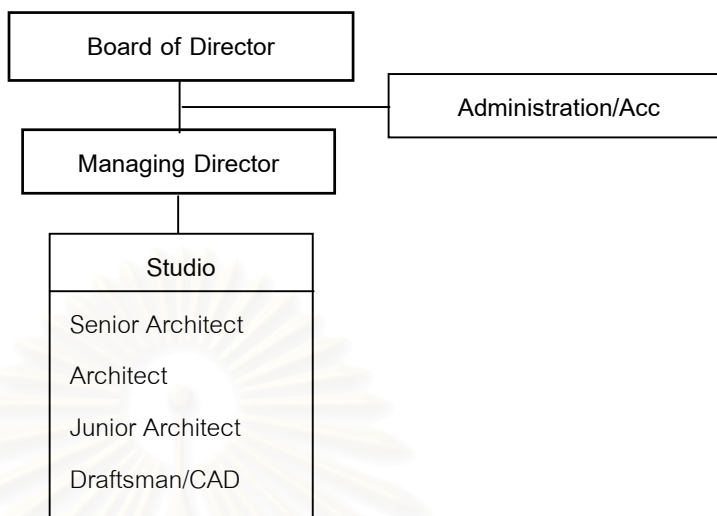 Board of Director
Administration/Acc
Managing Director
Studio
Senior Architect
Architect
Junior Architect
Draftsman/CAD